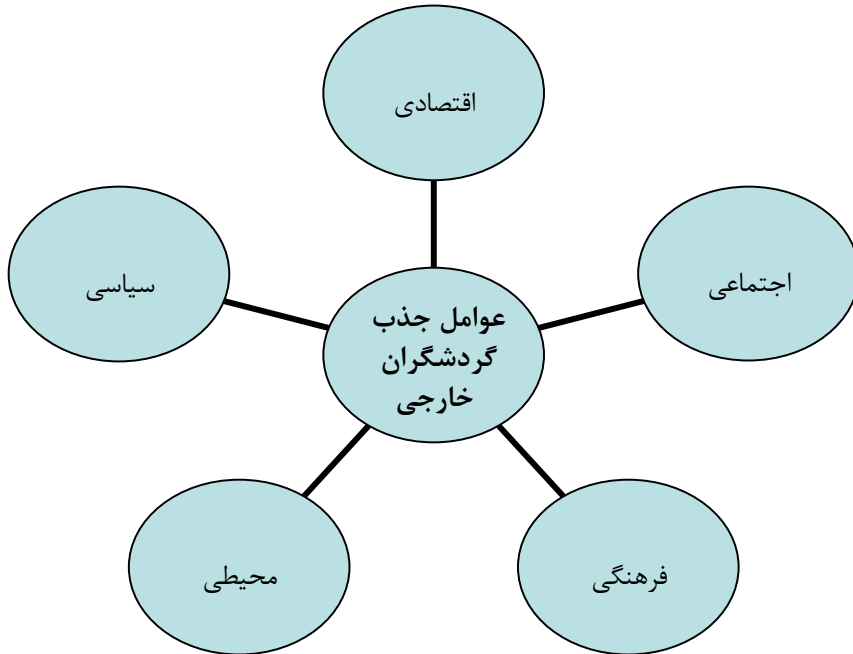 اقتصادی
اجتماعی
سیاسی
عوامل جذب
گردشگران
خارجی
فرهنگی
محیطی